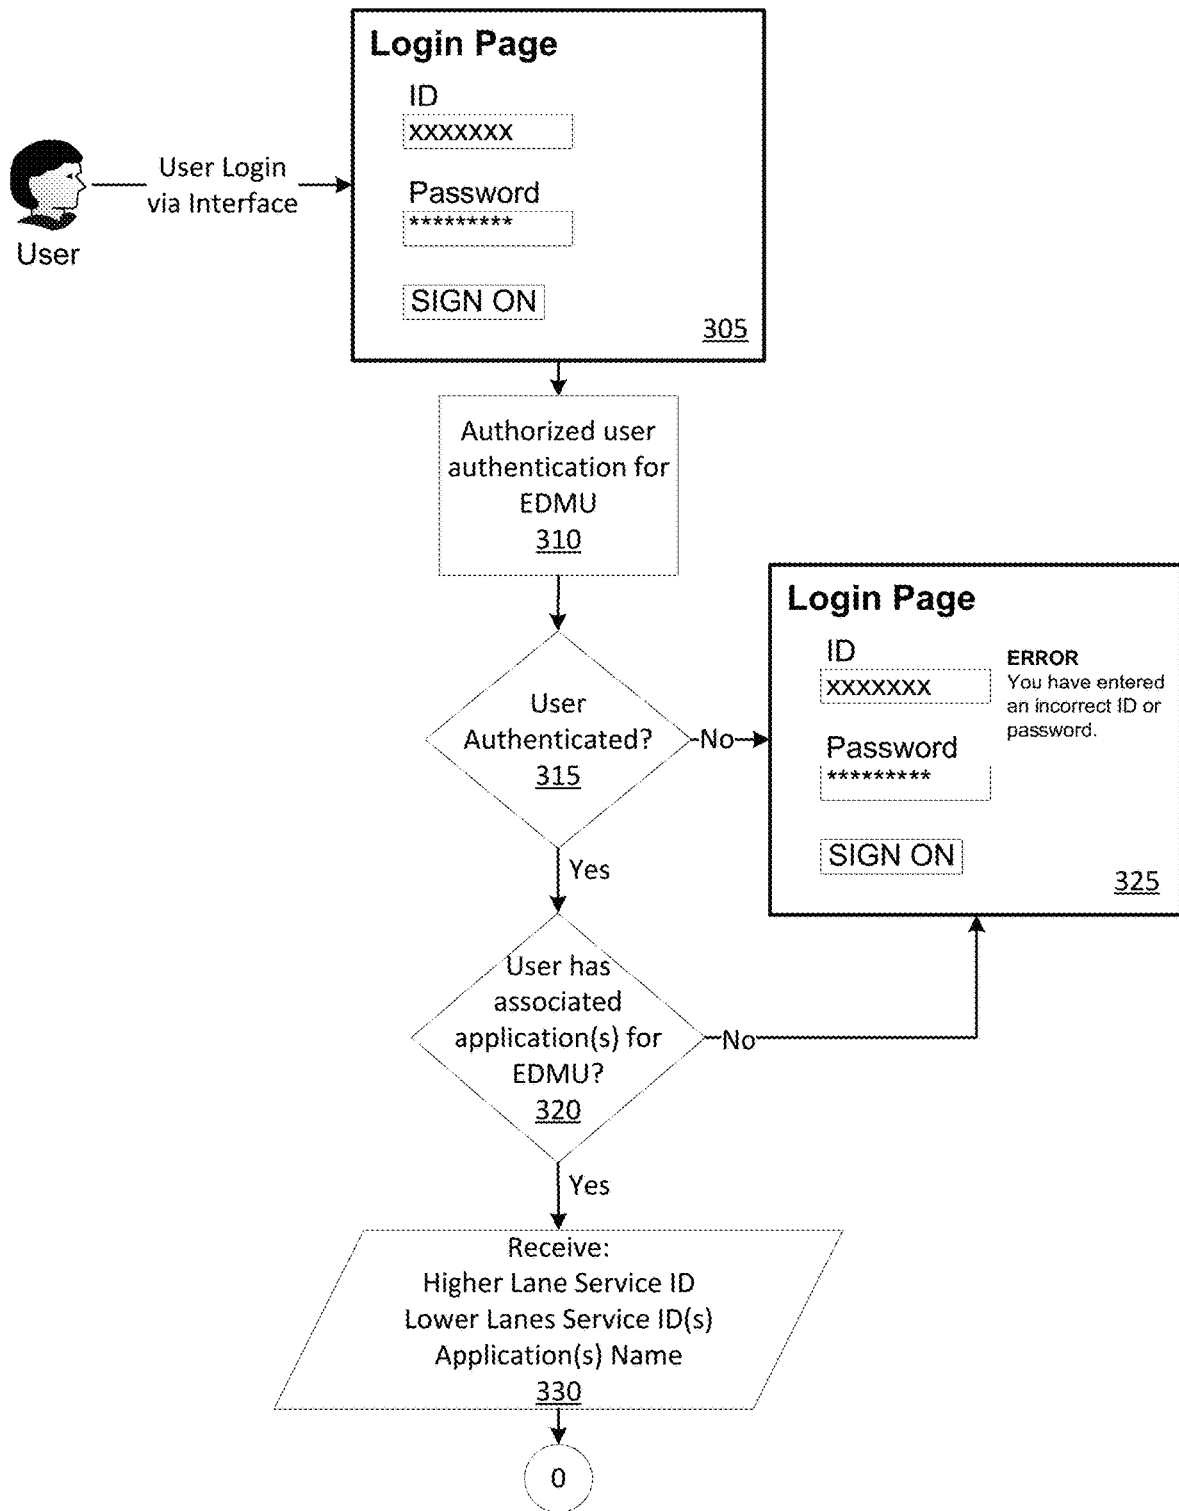 Login Page
ID
XXXXXXX
User Login
via Interface
Password
*********
User
SIGN ON
305
Authorized user
authentication for
EDMU
310
Login Page
ID
XXXXXXX
ERROR
You have entered
an incorrect ID or
password.
Password
*********
SIGN ON
325
User
Authenticated?
315
No
Yes
User has
associated
application(s) for
EDMU?
320
No
Yes
Receive:
Higher Lane Service ID
Lower Lanes Service ID(s)
Application(s) Name
330
0